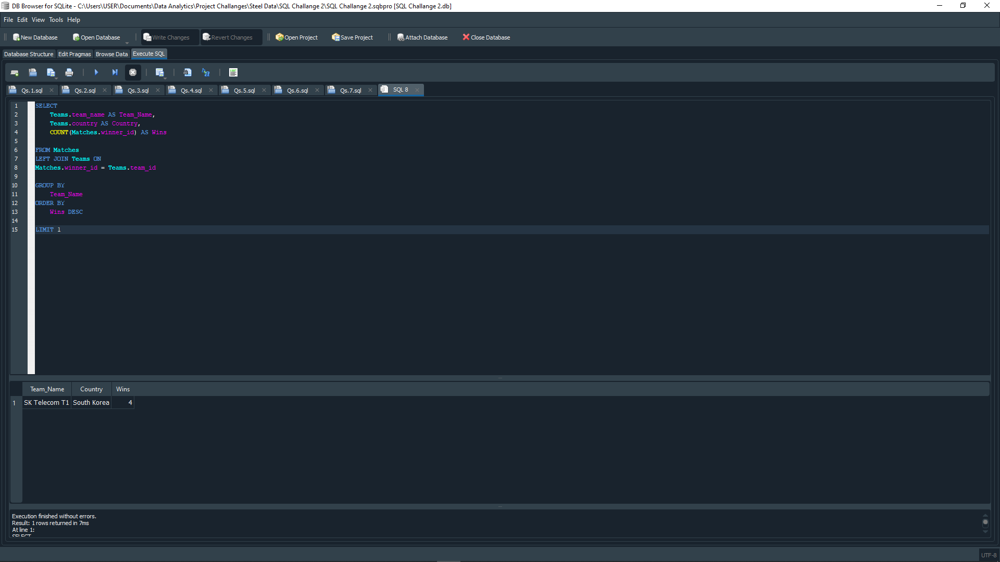 DB Browser for SQLite - C:\Users\USER\Documents\Data Analytics\Project Challanges\Steel Data\SQL Challange 2\SQL Challange 2.sqbpro [SQL Challange 2.db]
File Edit View Tools Help
New Database Open Database Write Changes Revert Changes Open Project Save Project Attach Database Close Database
Database Structure Edit Pragmas Browse Data Execute SQL
Qs.1.sql Qs.2.sql Qs.3.sql Qs.4.sql Qs.5.sql Qs.6.sql Qs.7.sql SQL 8
1 SELECT
2 Teams.team_name AS Team_Name,
3 Teams.country AS Country,
4 COUNT(Matches.winner_id) AS Wins
5
6 FROM Matches
7 LEFT JOIN Teams ON
8 Matches.winner_id = Teams.team_id
9
10 GROUP BY
11 Team_Name
12 ORDER BY
13 Wins DESC
14
15 LIMIT 1
Team_Name Country Wins
1 SK Telecom T1 South Korea 4
Execution finished without errors.
Result: 1 rows returned in 7ms
At line 1:
SELECT
UTF-8